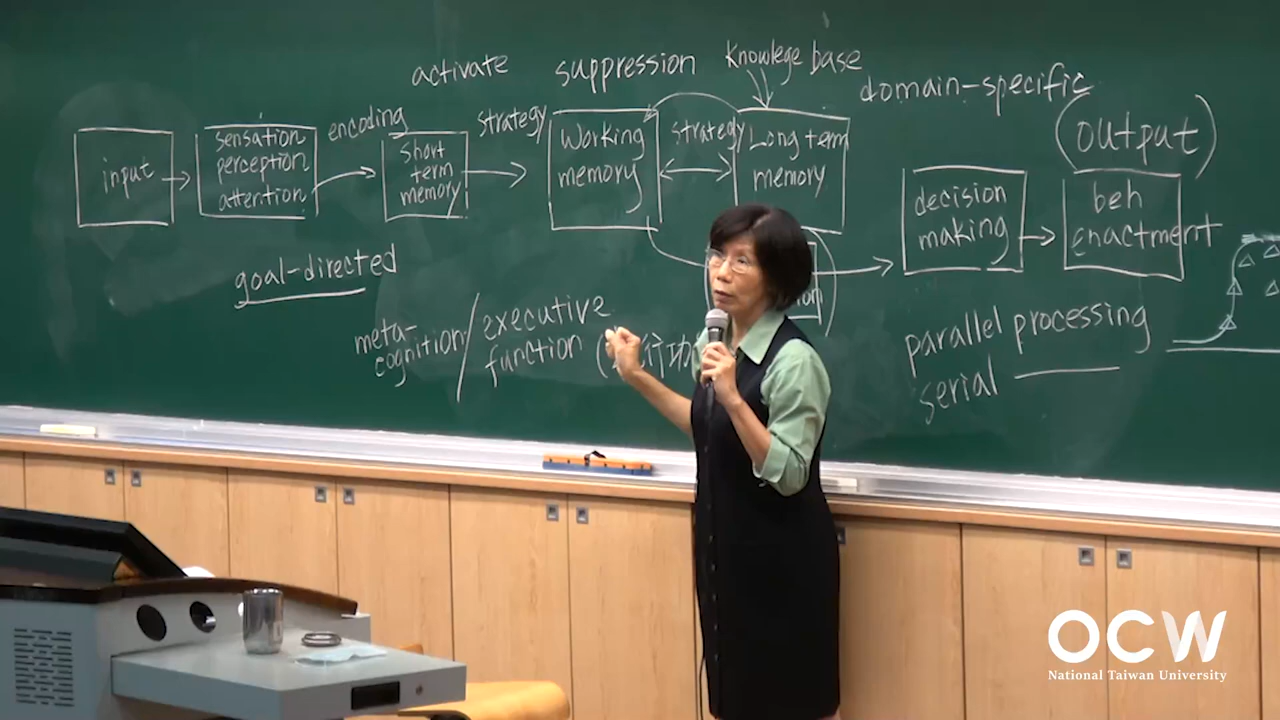 activate
suppression
knowlege base
domain-specific
input
sensation
perception
attention
encoding
short
term
memory
strategy
Working
memory
strategy
Long term
memory
decision
making
(output)
beh
enactment
goal-directed
meta-
cognition/executive
function (行功
parallel processing
serial
OCW
National Taiwan University